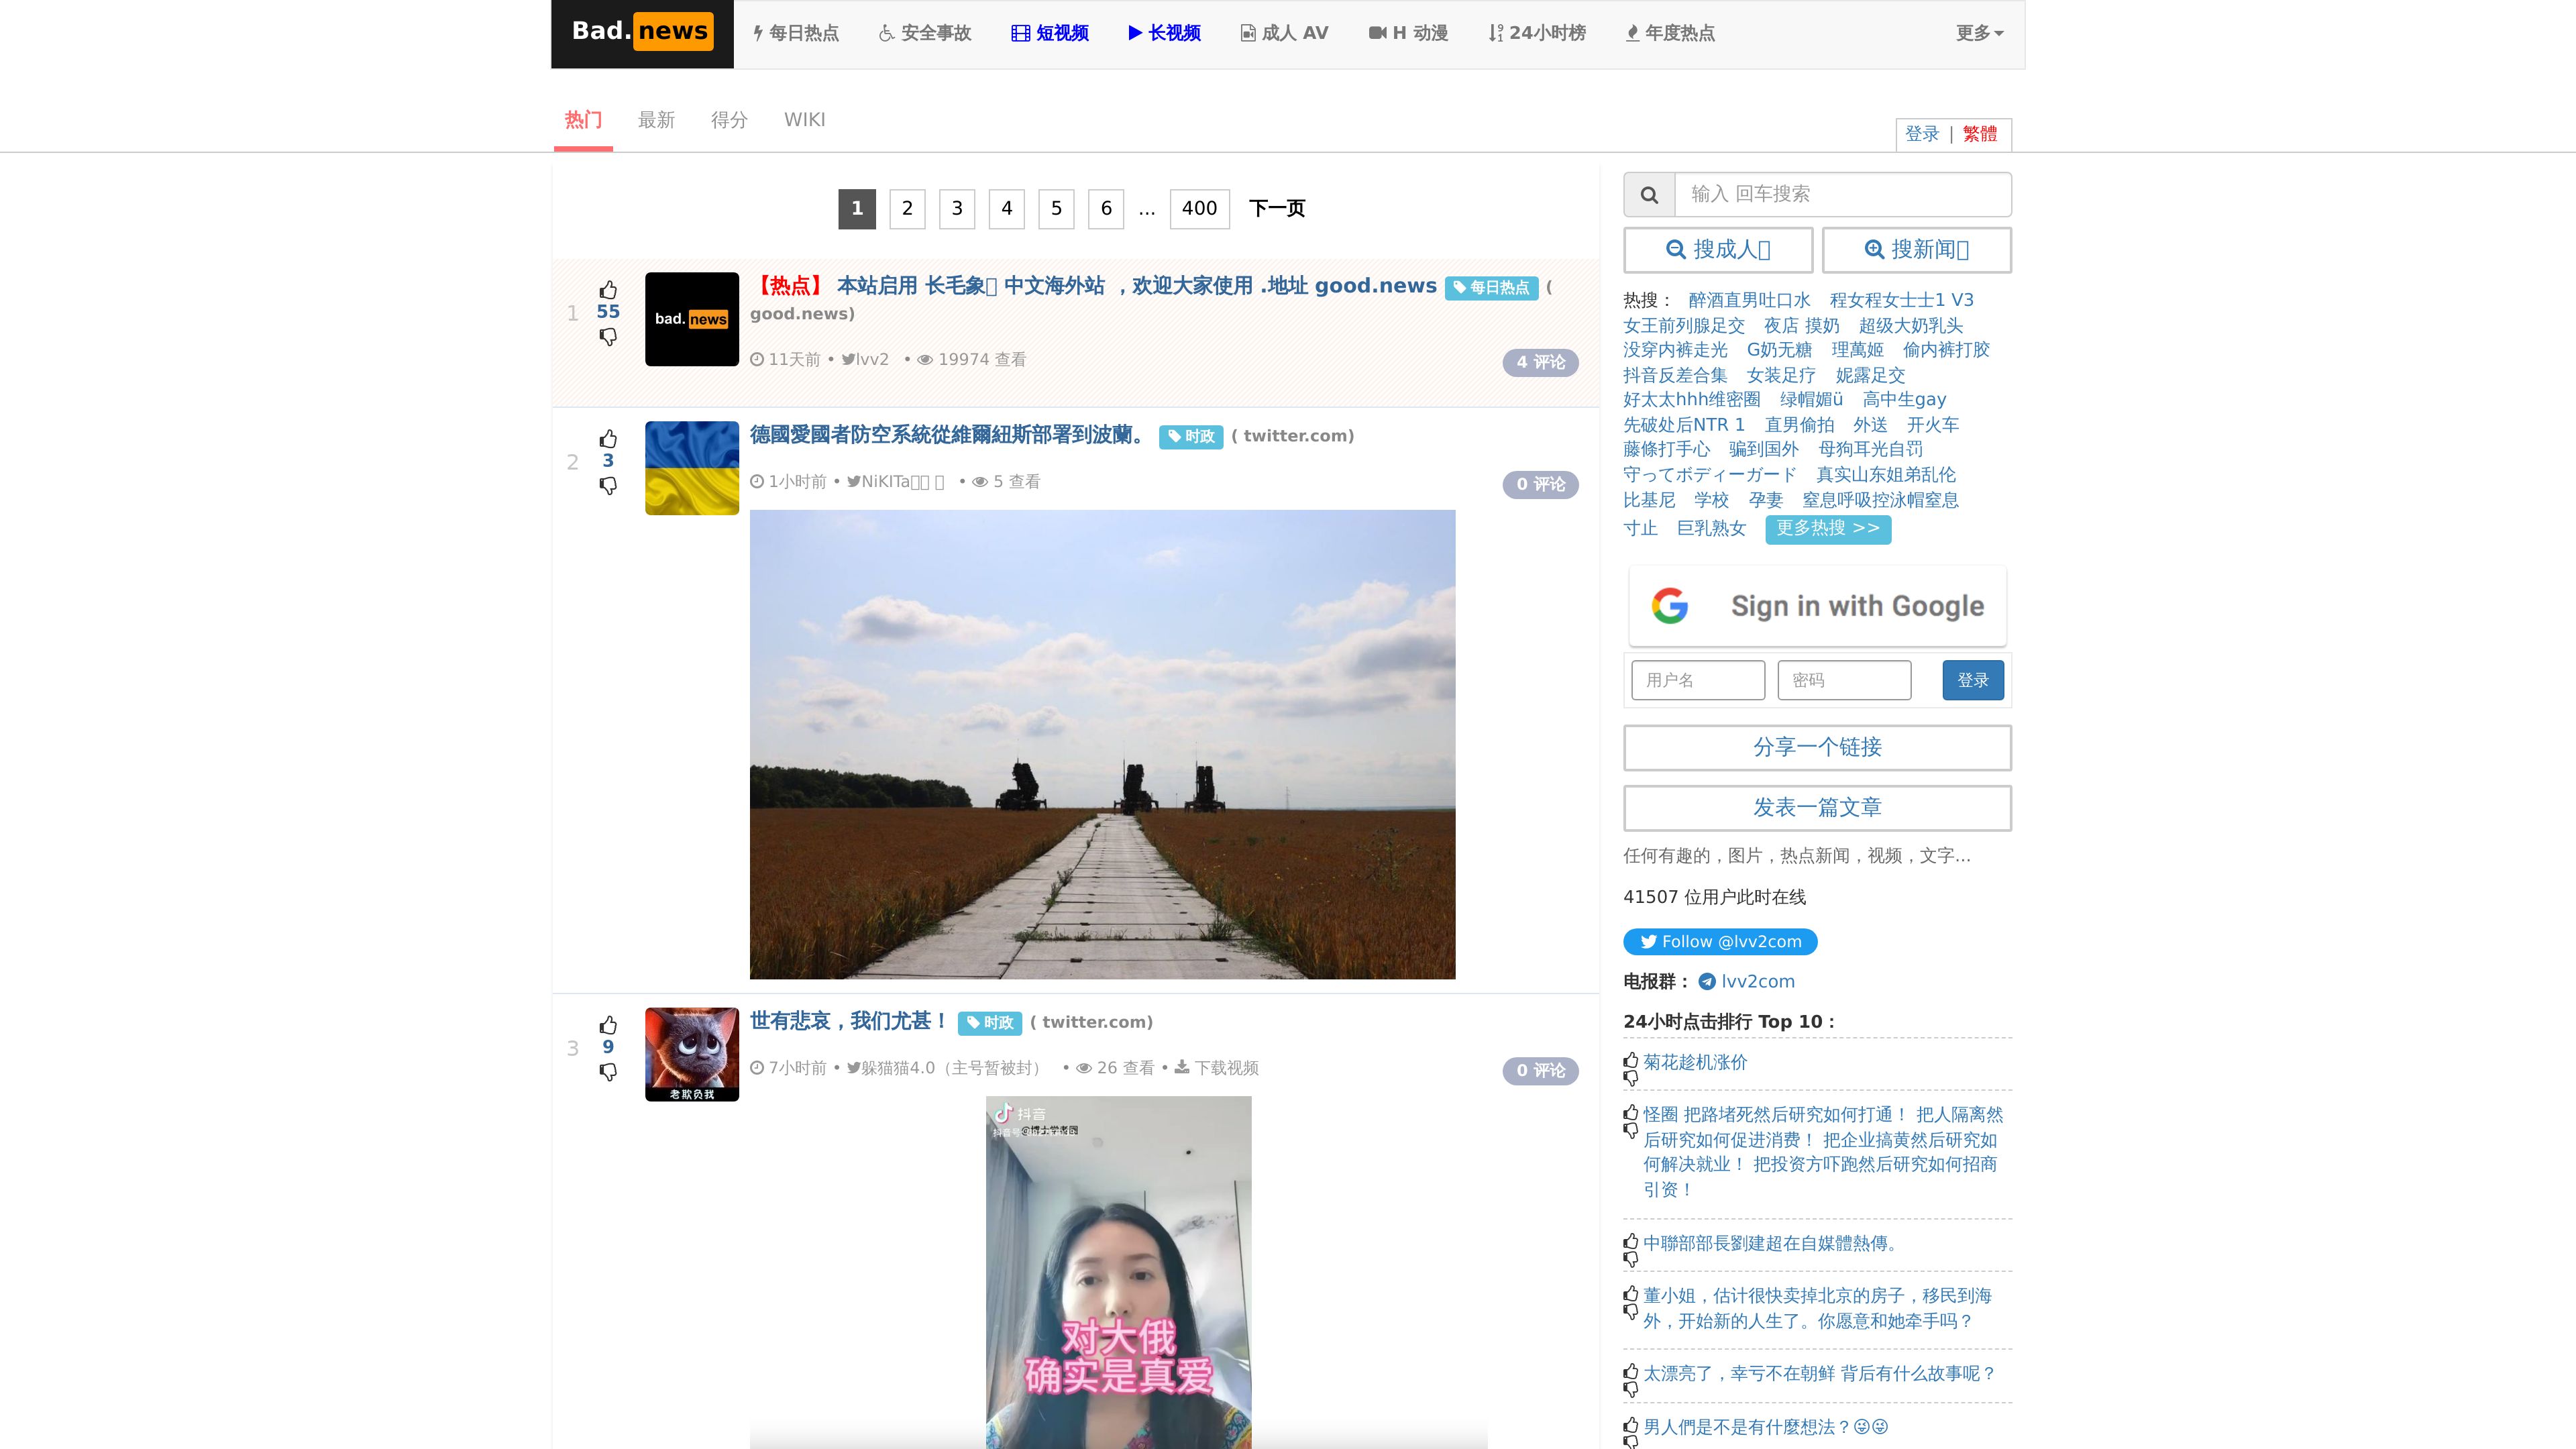 Bad.news 每日热点 安全事故 短视频 长视频 成人 AV H 动漫 24小时榜 年度热点 更多
热门 最新 得分 WIKI
登录 | 繁體
1 2 3 4 5 6 ... 400 下一页
1
55
bad. news
【热点】 本站启用 长毛象 中文海外站 ，欢迎大家使用 .地址 good.news 每日热点 (
good.news)
11天前 • lvv2 • 19974 查看
4 评论
2
3
德國愛國者防空系統從維爾紐斯部署到波蘭。 时政 ( twitter.com)
1小时前 • NiKITa • 5 查看
0 评论
3
9
老欺负我
世有悲哀，我们尤甚！ 时政 ( twitter.com)
7小时前 • 躲猫猫4.0（主号暂被封） • 26 查看 • 下载视频
0 评论
抖音
对大俄
确实是真爱
输入 回车搜索
搜成人 搜新闻
热搜： 醉酒直男吐口水 程女程女士士1 V3
女王前列腺足交 夜店 摸奶 超级大奶乳头
没穿内裤走光 G奶无糖 理萬姬 偷内裤打胶
抖音反差合集 女装足疗 妮露足交
好太太hhh维密圈 绿帽媚ü 高中生gay
先破处后NTR 1 直男偷拍 外送 开火车
藤條打手心 骗到国外 母狗耳光自罚
守ってボディーガード 真实山东姐弟乱伦
比基尼 学校 孕妻 窒息呼吸控泳帽窒息
寸止 巨乳熟女 更多热搜 >>
Sign in with Google
用户名 密码 登录
分享一个链接
发表一篇文章
任何有趣的，图片，热点新闻，视频，文字...
41507 位用户此时在线
Follow @lvv2com
电报群： lvv2com
24小时点击排行 Top 10：
菊花趁机涨价
怪圈 把路堵死然后研究如何打通！ 把人隔离然
后研究如何促进消费！ 把企业搞黄然后研究如
何解决就业！ 把投资方吓跑然后研究如何招商
引资！
中聯部部長劉建超在自媒體熱傳。
董小姐，估计很快卖掉北京的房子，移民到海
外，开始新的人生了。你愿意和她牵手吗？
太漂亮了，幸亏不在朝鲜 背后有什么故事呢？
男人們是不是有什麼想法？😜😜